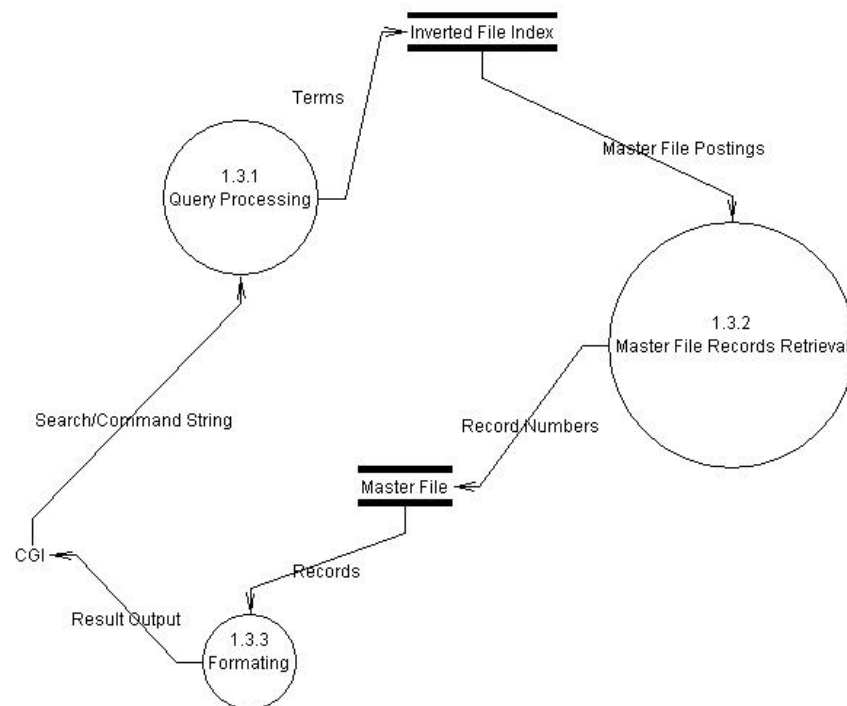 Inverted File Index
Terms
Master File Postings
1.3.1
Query Processing
1.3.2
Master File Records Retrieval
Search/Command String
Record Numbers
Master File
CGI
Records
Result Output
1.3.3
Formating